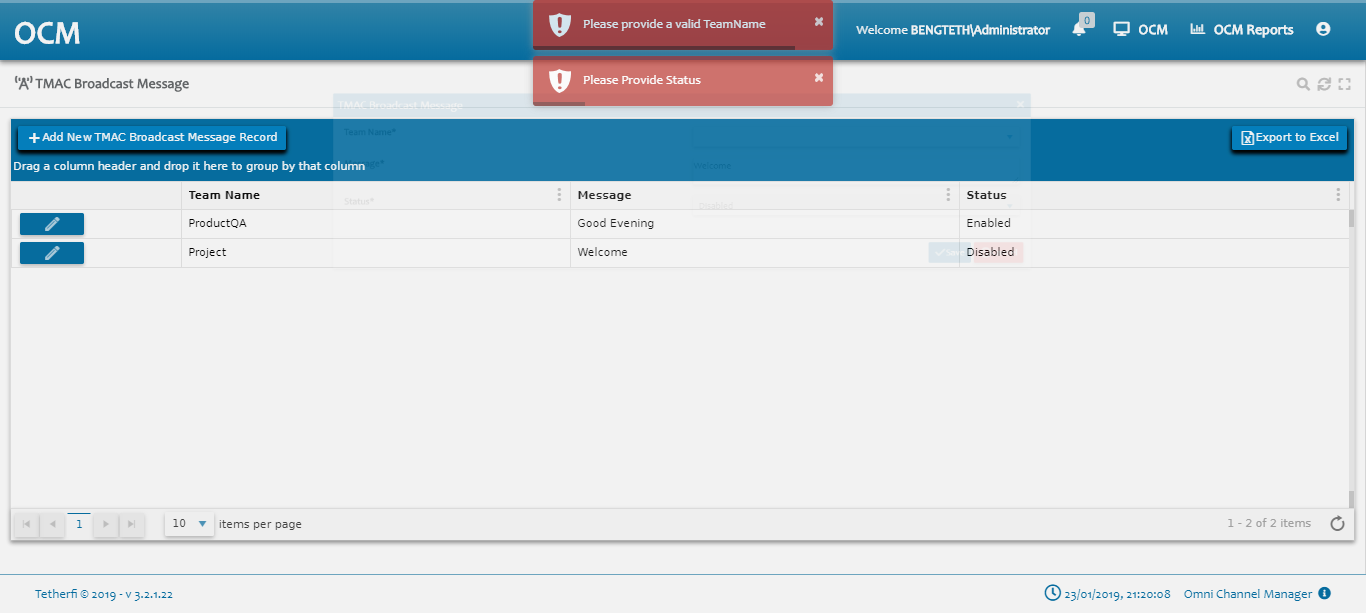 OCM
Please provide a valid TeamName
Welcome BENGTETH\Administrator
0
OCM
OCM Reports
Please Provide Status
TMAC Broadcast Message
TMAC Broadcast Message
Add New TMAC Broadcast Message Record
Export to Excel
Team Name*
Drag a column header and drop it here to group by that column
Welcome
Team Name
Message
Status
Status*
Disabled
ProductQA
Good Evening
Enabled
Project
Welcome
Disabled
1
10
items per page
1 - 2 of 2 items
Tetherfi © 2019 - v 3.2.1.22
23/01/2019, 21:20:08
Omni Channel Manager